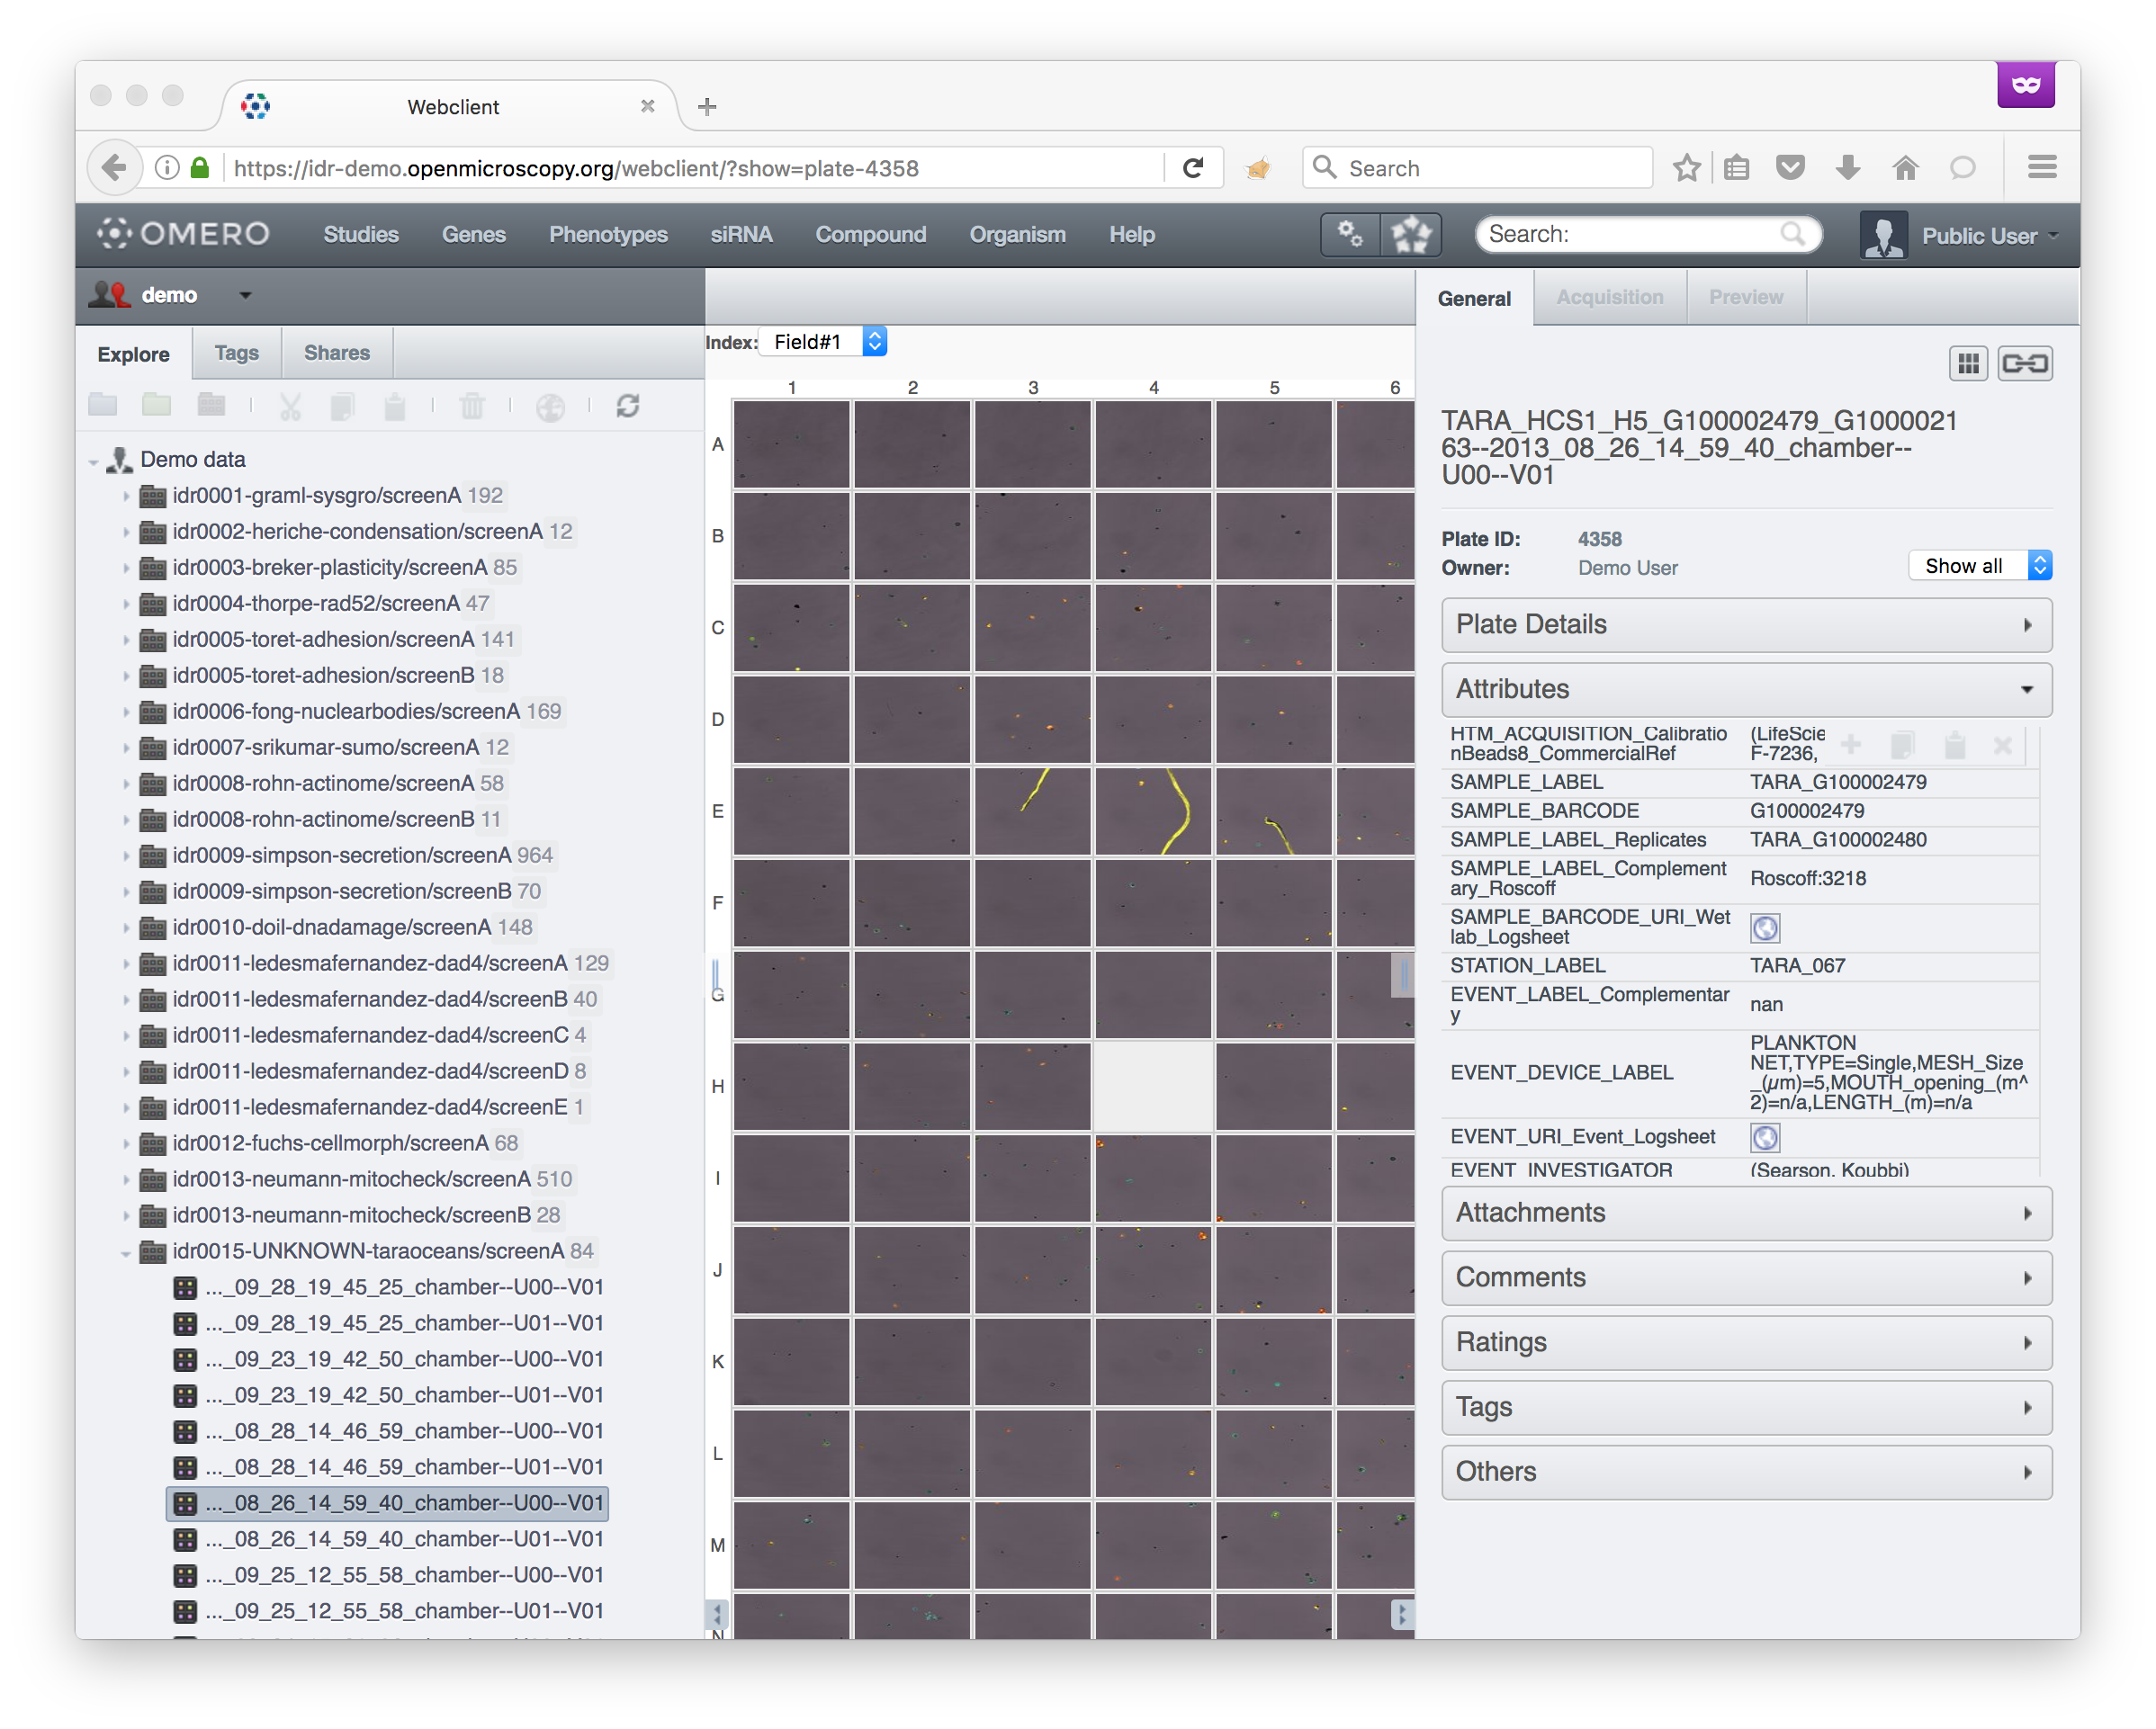 Webclient
https://idr-demo.openmicroscopy.org/webclient/?show=plate-4358
Search
OMERO
Studies
Genes
Phenotypes
siRNA
Compound
Organism
Help
Search:
Public User
demo
Explore
Tags
Shares
Demo data
idr0001-graml-sysgro/screenA 192
idr0002-heriche-condensation/screenA 12
idr0003-breker-plasticity/screenA 85
idr0004-thorpe-rad52/screenA 47
idr0005-toret-adhesion/screenA 141
idr0005-toret-adhesion/screenB 18
idr0006-fong-nuclearbodies/screenA 169
idr0007-srikumar-sumo/screenA 12
idr0008-rohn-actinome/screenA 58
idr0008-rohn-actinome/screenB 11
idr0009-simpson-secretion/screenA 964
idr0009-simpson-secretion/screenB 70
idr0010-doil-dnadamage/screenA 148
idr0011-ledesmafernandez-dad4/screenA 129
idr0011-ledesmafernandez-dad4/screenB 40
idr0011-ledesmafernandez-dad4/screenC 4
idr0011-ledesmafernandez-dad4/screenD 8
idr0011-ledesmafernandez-dad4/screenE 1
idr0012-fuchs-cellmorph/screenA 68
idr0013-neumann-mitocheck/screenA 510
idr0013-neumann-mitocheck/screenB 28
idr0015-UNKNOWN-taraoceans/screenA 84
..._09_28_19_45_25_chamber--U00--V01
..._09_28_19_45_25_chamber--U01--V01
..._09_23_19_42_50_chamber--U00--V01
..._09_23_19_42_50_chamber--U01--V01
..._08_28_14_46_59_chamber--U00--V01
..._08_28_14_46_59_chamber--U01--V01
..._08_26_14_59_40_chamber--U00--V01
..._08_26_14_59_40_chamber--U01--V01
..._09_25_12_55_58_chamber--U00--V01
..._09_25_12_55_58_chamber--U01--V01
Index: Field#1
1 2 3 4 5 6
A
B
C
D
E
F
G
H
I
J
K
L
M
N
General
Acquisition
Preview
TARA_HCS1_H5_G100002479_G1000021
63--2013_08_26_14_59_40_chamber--
U00--V01
Plate ID: 4358
Owner: Demo User
Show all
Plate Details
Attributes
HTM_ACQUISITION_Calibratio (LifeScie
nBeads8_CommercialRef F-7236,
SAMPLE_LABEL TARA_G100002479
SAMPLE_BARCODE G100002479
SAMPLE_LABEL_Replicates TARA_G100002480
SAMPLE_LABEL_Complement
ary_Roscoff
Roscoff:3218
SAMPLE_BARCODE_URI_Wet
lab_Logsheet
STATION_LABEL TARA_067
EVENT_LABEL_Complementar
y
nan
EVENT_DEVICE_LABEL
PLANKTON
NET,TYPE=Single,MESH_Size
_(µm)=5,MOUTH_opening_(m^
2)=n/a,LENGTH_(m)=n/a
EVENT_URI_Event_Logsheet
EVENT_INVESTIGATOR (Searson, Koubbi)
Attachments
Comments
Ratings
Tags
Others